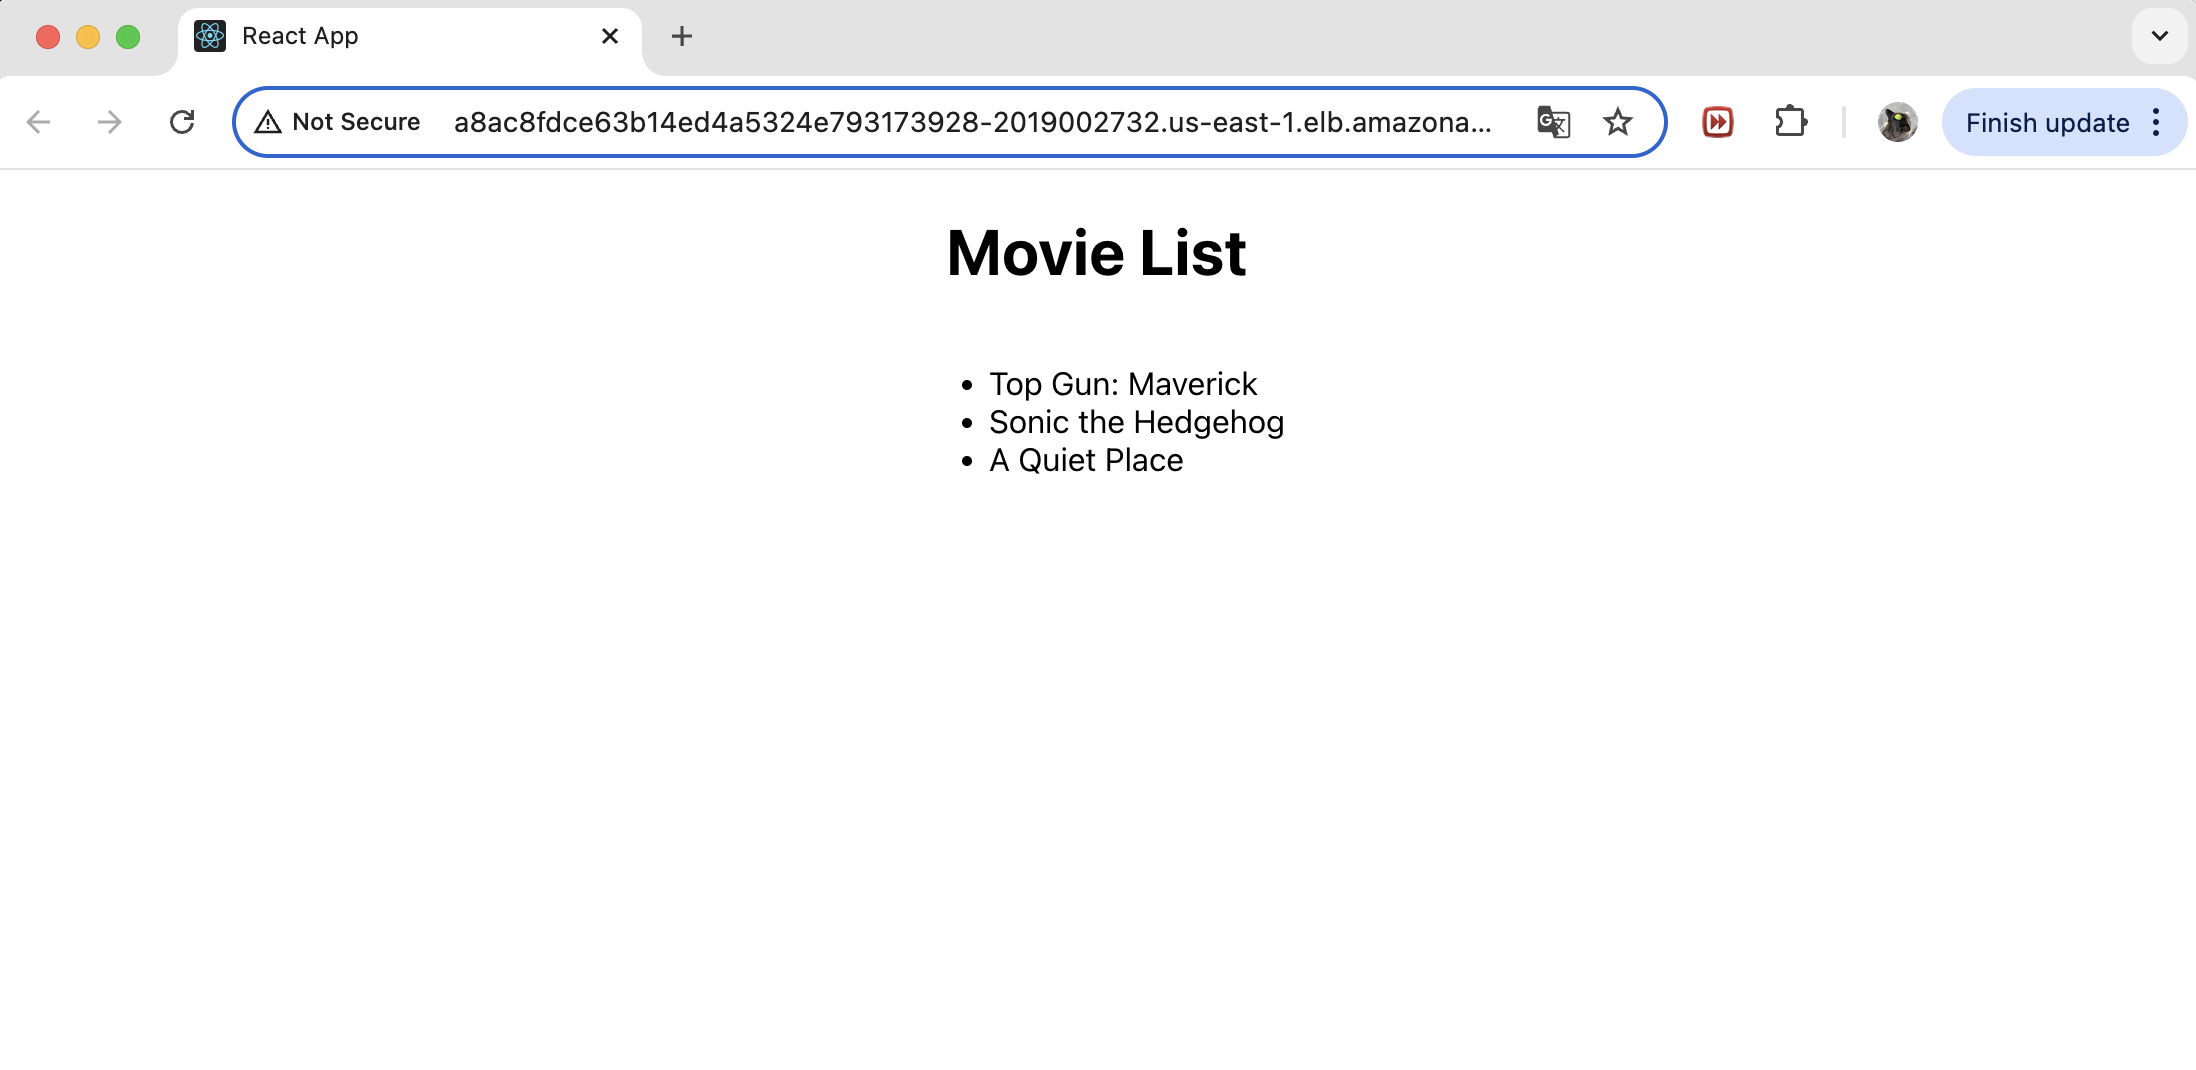 React App
Not Secure a8ac8fdce63b14ed4a5324e793173928-2019002732.us-east-1.elb.amazona...
Finish update
Movie List
Top Gun: Maverick
Sonic the Hedgehog
A Quiet Place